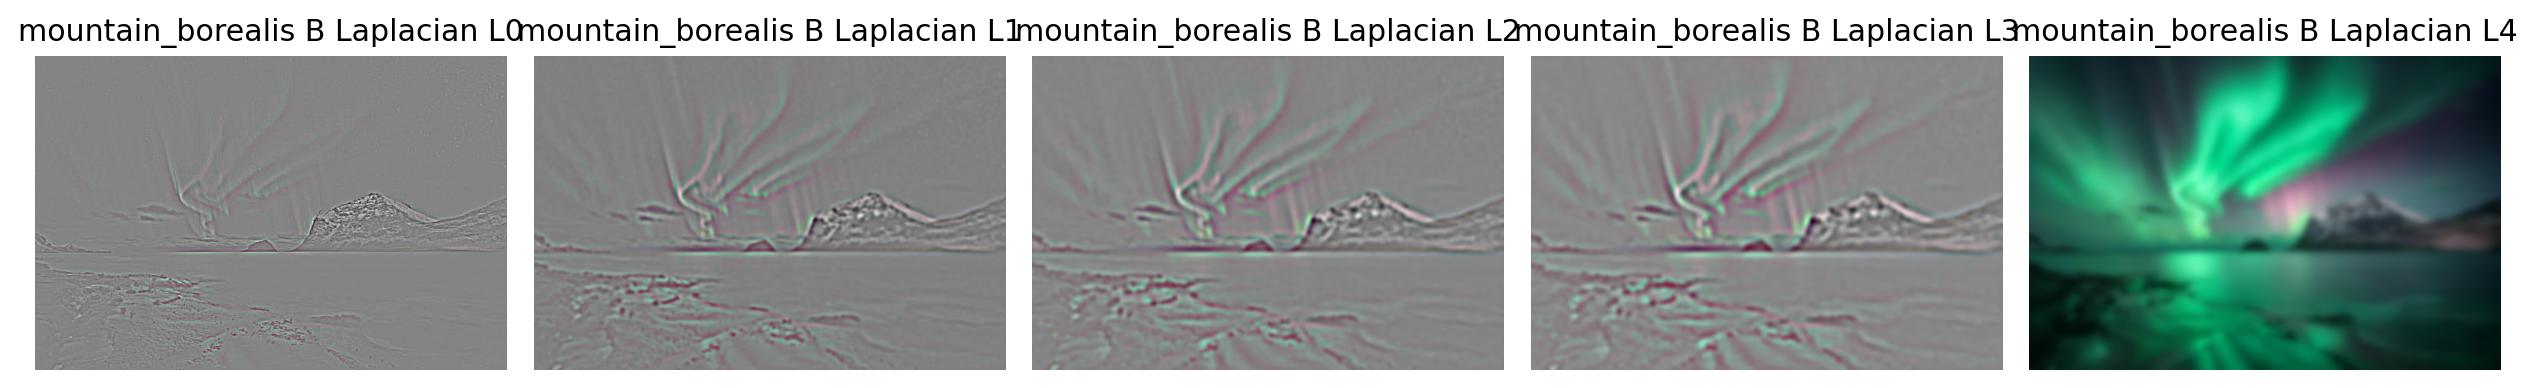 mountain_borealis B Laplacian L0
mountain_borealis B Laplacian L1
mountain_borealis B Laplacian L2
mountain_borealis B Laplacian L3
mountain_borealis B Laplacian L4